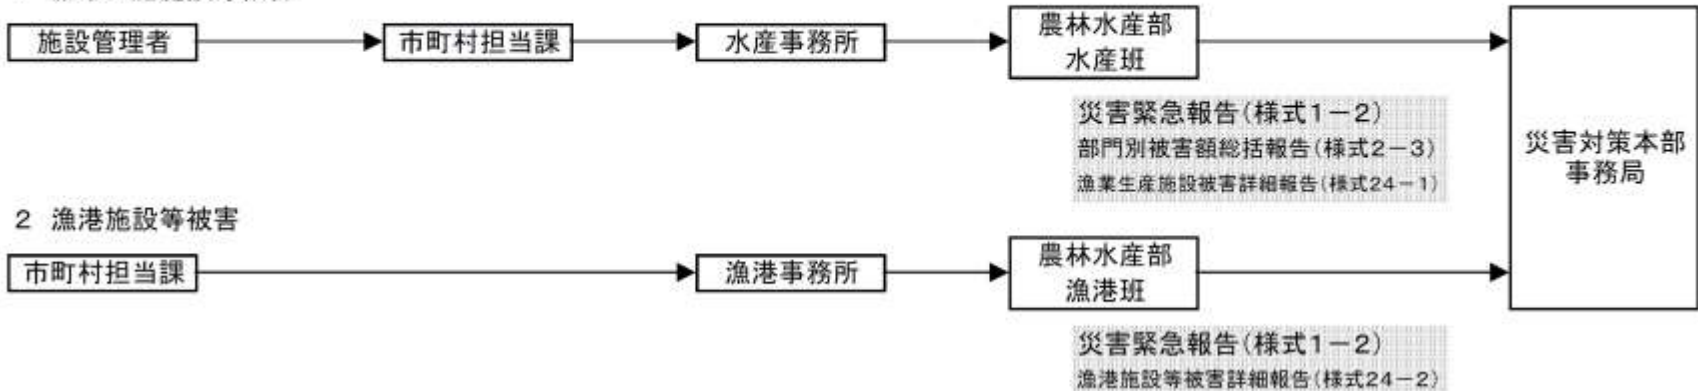 施設管理者
市町村担当課
水産事務所
農林水産部
水産班
災害緊急報告(様式1-2)
部門別被害額総括報告(様式2-3)
漁業生産施設被害詳細報告(様式24-1)
災害対策本部
事務局
2 漁港施設等被害
市町村担当課
漁港事務所
農林水産部
漁港班
災害緊急報告(様式1-2)
漁港施設等被害詳細報告(様式24-2)